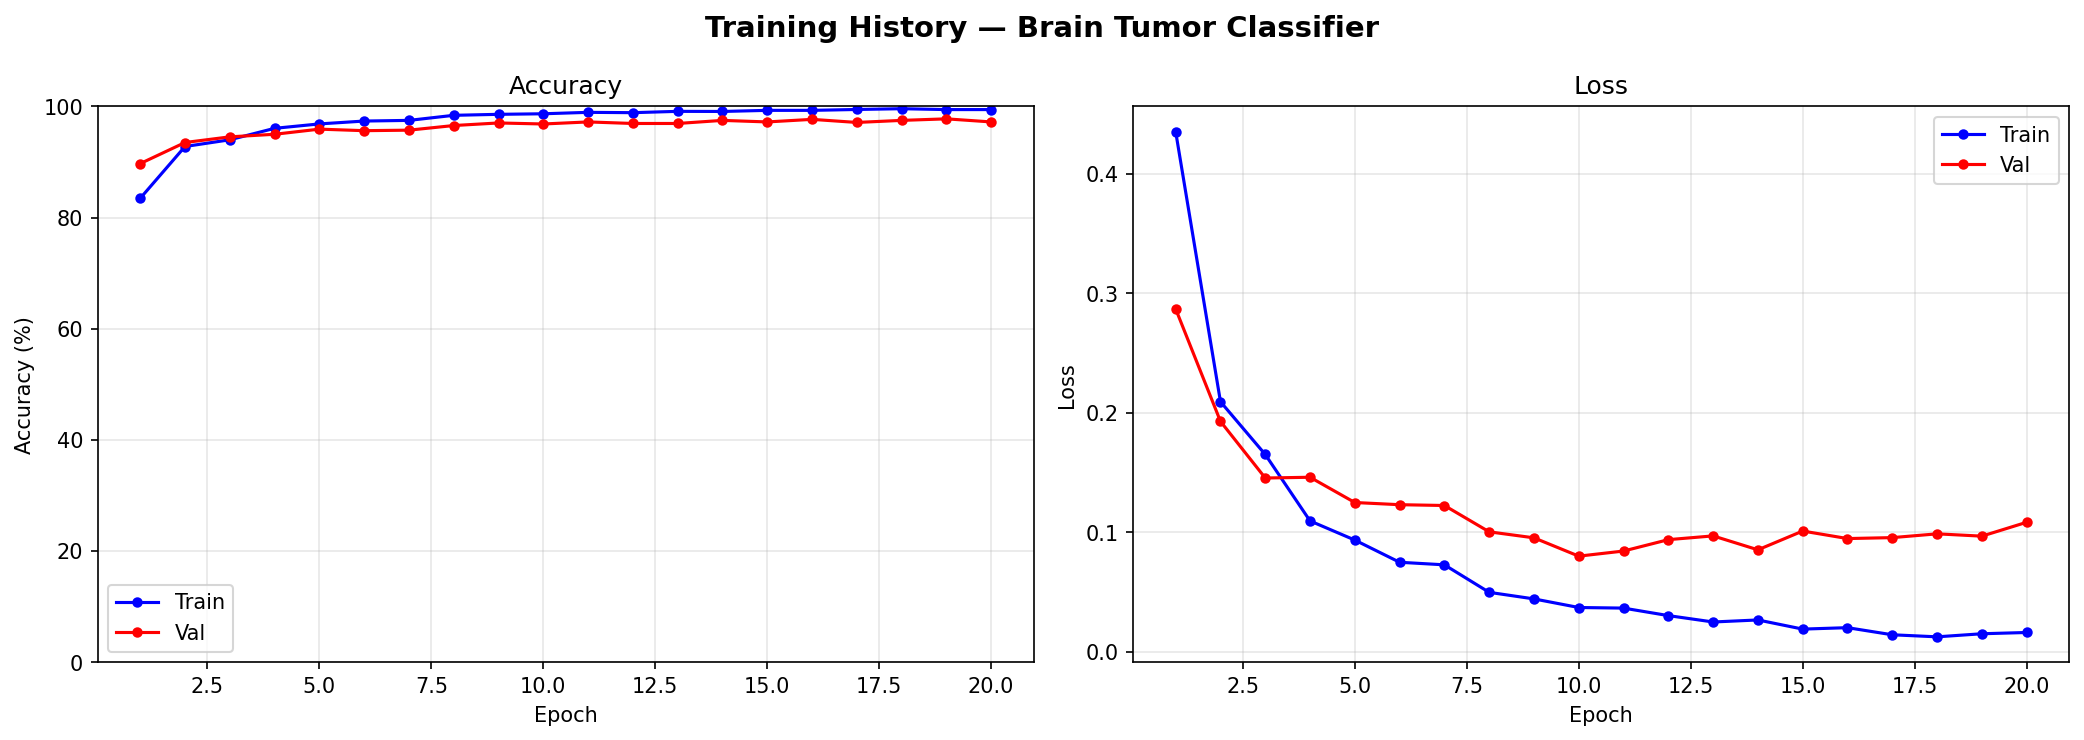 Training History — Brain Tumor Classifier
Accuracy
Accuracy (%)
100
80
60
40
20
0
Train
Val
2.5 5.0 7.5 10.0 12.5 15.0 17.5 20.0
Epoch
Loss
Loss
0.4
0.3
0.2
0.1
0.0
Train
Val
2.5 5.0 7.5 10.0 12.5 15.0 17.5 20.0
Epoch